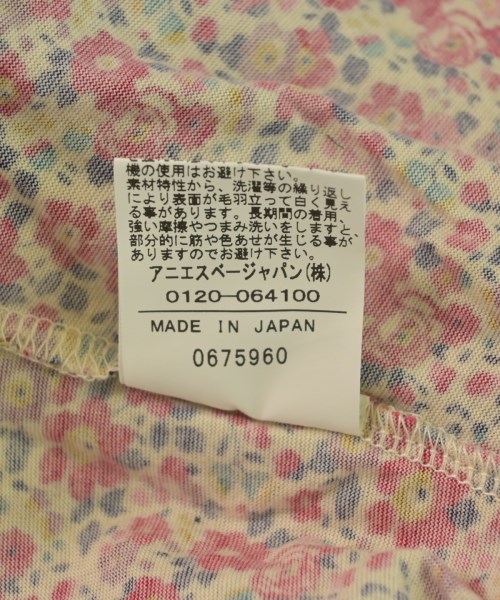 機の使用はお避け下さい。
素材特性から、洗濯等の繰り返し
により表面が毛羽立って白く見え
る事があります。長期間の着用、
強い摩擦やつまみ洗いをしますと、
部分的に筋や色あせが生じる事が
ありますのでお避け下さい。
アニエスベージャパン(株)
0120-064100
MADE IN JAPAN
0675960